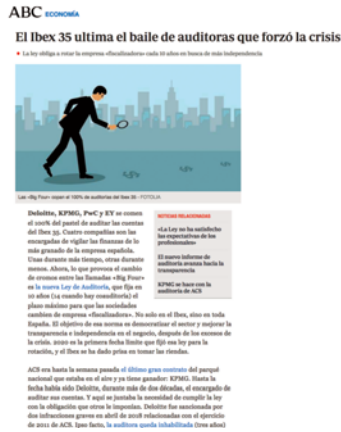 ABC ECONOMÍA
El Ibex 35 ultima el baile de auditoras que forzó la crisis
La ley obliga a rotar la empresa «fiscalizadora» cada 10 años en busca de más independencia
Las «Big Four» copan el 100% de auditorías del Ibex 35 - FOTOLIA
Deloitte, KPMG, PwC y EY se comen
el 100% del pastel de auditar las cuentas
del Ibex 35. Cuatro compañías son las
encargadas de vigilar las finanzas de lo
más granado de la empresa española.
Unas durante más tiempo, otras durante
menos. Ahora, lo que provoca el cambio
de cromos entre las llamadas «Big Four»
es la nueva Ley de Auditoría, que fija en
10 años (14 cuando hay coauditoría) el
plazo máximo para que las sociedades
cambien de empresa «fiscalizadora». No solo en el Ibex, sino en toda
España. El objetivo de esa norma es democratizar el sector y mejorar la
transparencia e independencia en el negocio, después de los excesos de
la crisis. 2020 es la primera fecha límite que fijó esa ley para la
rotación, y el Ibex se ha dado prisa en tomar las riendas.
NOTICIAS RELACIONADAS
«La Ley no ha satisfecho
las expectativas de los
profesionales»
El nuevo informe de
auditoría avanza hacia la
transparencia
KPMG se hace con la
auditoría de ACS
ACS era hasta la semana pasada el último gran contrato del parqué
nacional que estaba en el aire y ya tiene ganador: KPMG. Hasta la
fecha había sido Deloitte, durante más de dos décadas, el encargado de
auditar sus cuentas. Y aquí se juntaba la necesidad de cumplir la ley
con la obligación que otros le imponían. Deloitte fue sancionada por
dos infracciones graves en abril de 2018 relacionadas con el ejercicio
de 2011 de ACS. Ipso facto, la auditora queda inhabilitada (tres años)